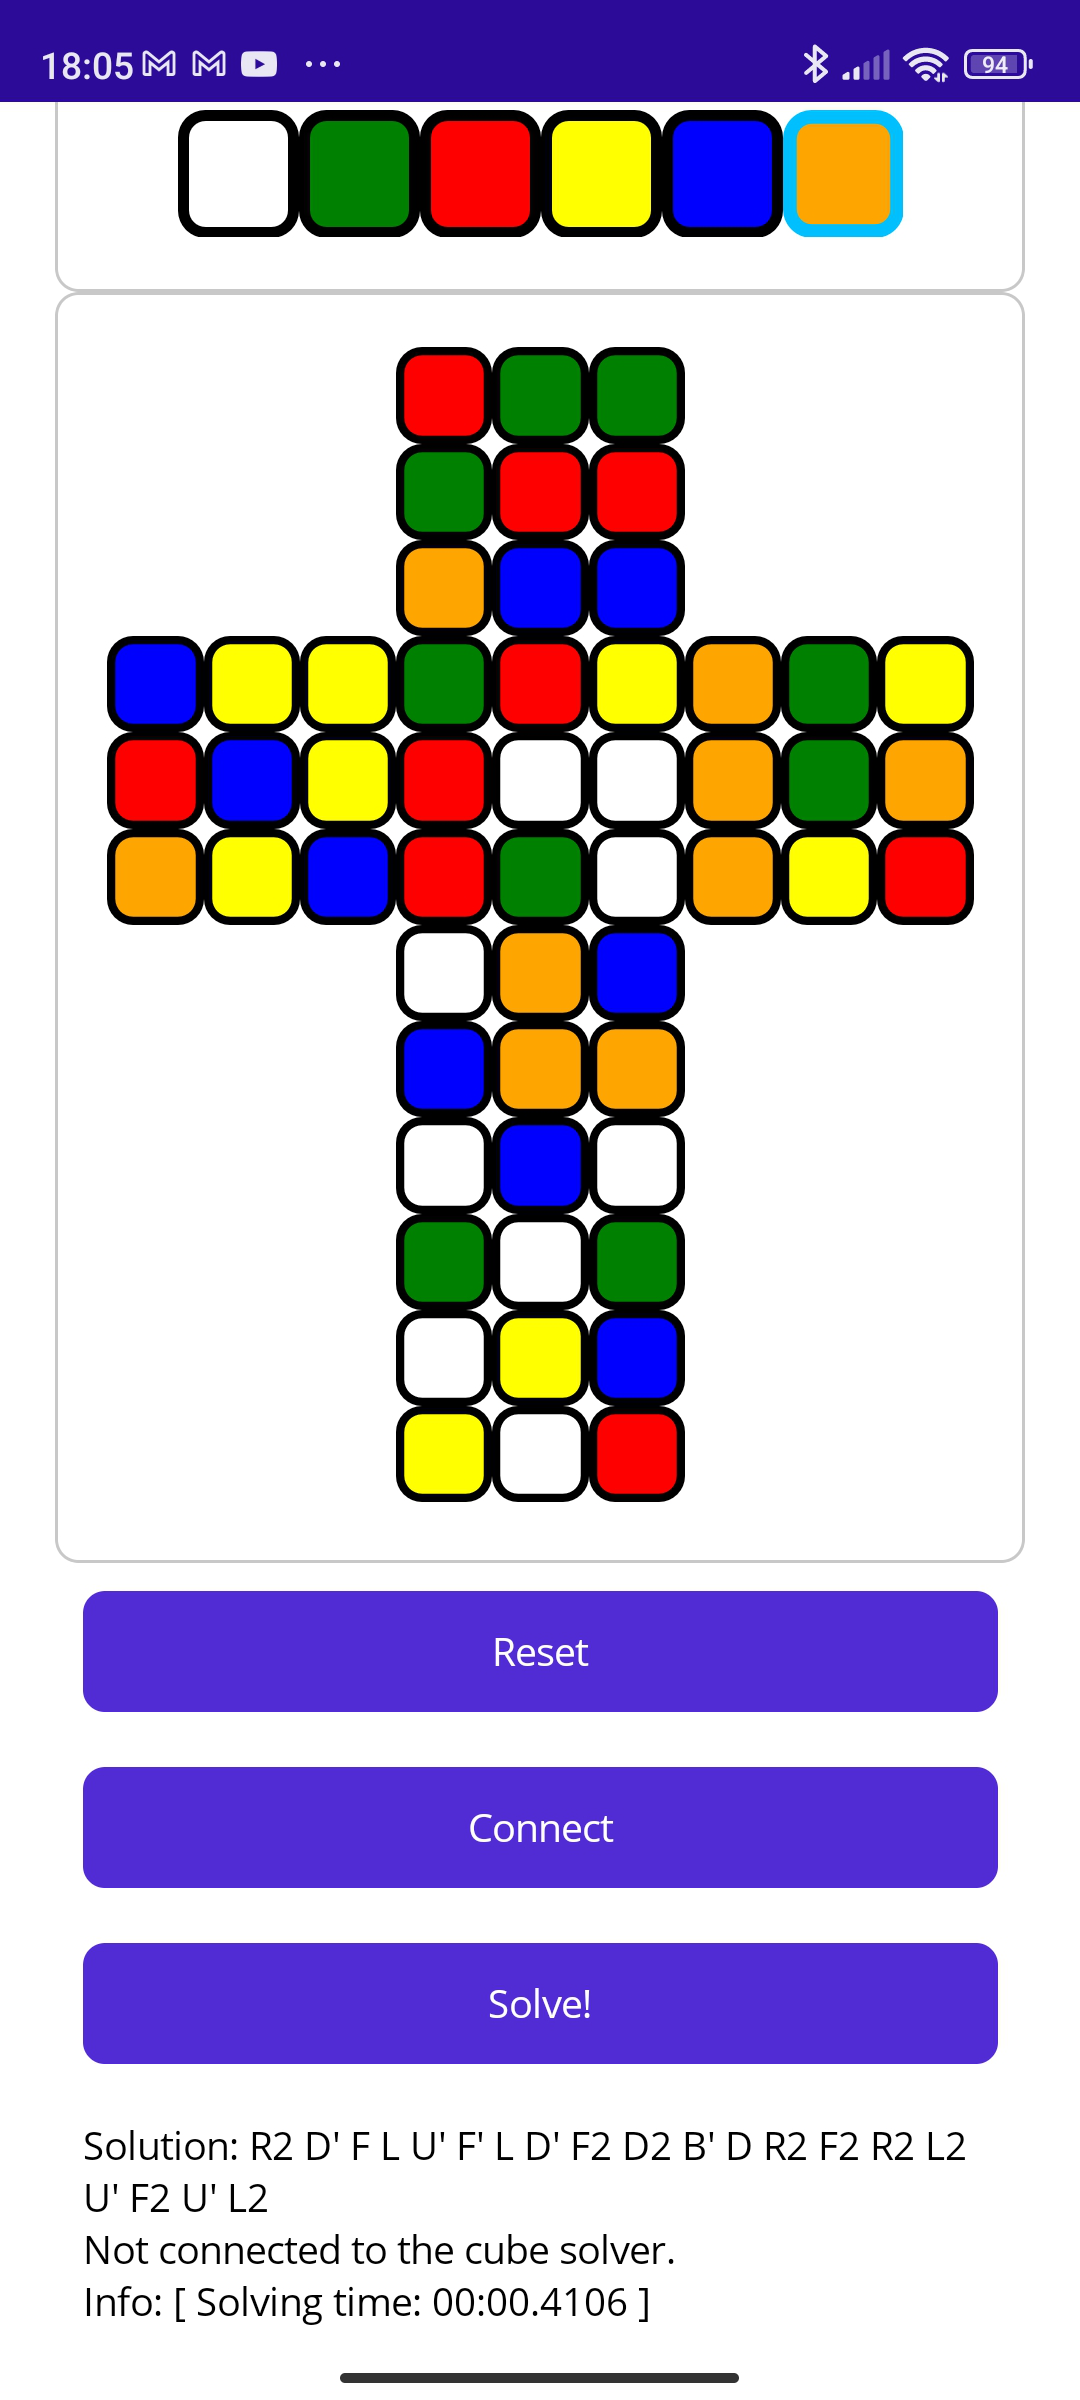 18:05
94
Reset
Connect
Solve!
Solution: R2 D' F L U' F' L D' F2 D2 B' D R2 F2 R2 L2
U' F2 U' L2
Not connected to the cube solver.
Info: [ Solving time: 00:00.4106 ]